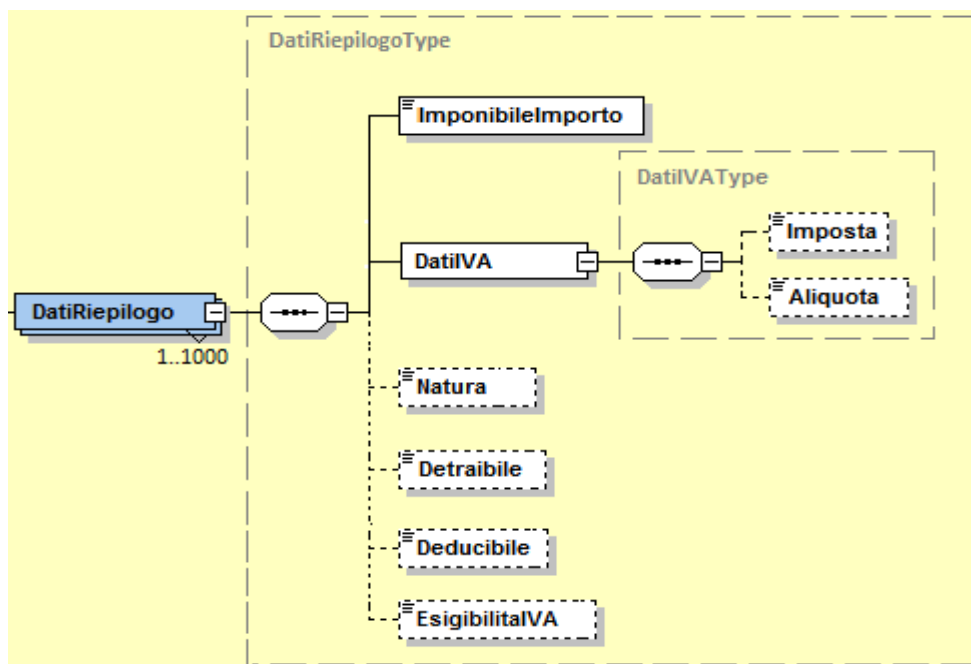 DatiRiepilogoType
ImponibileImporto
DatiIVAType
Imposta
DatiIVA
Aliquota
DatiRiepilogo
1..1000
Natura
Detraibile
Deducibile
EsigibilitaIVA